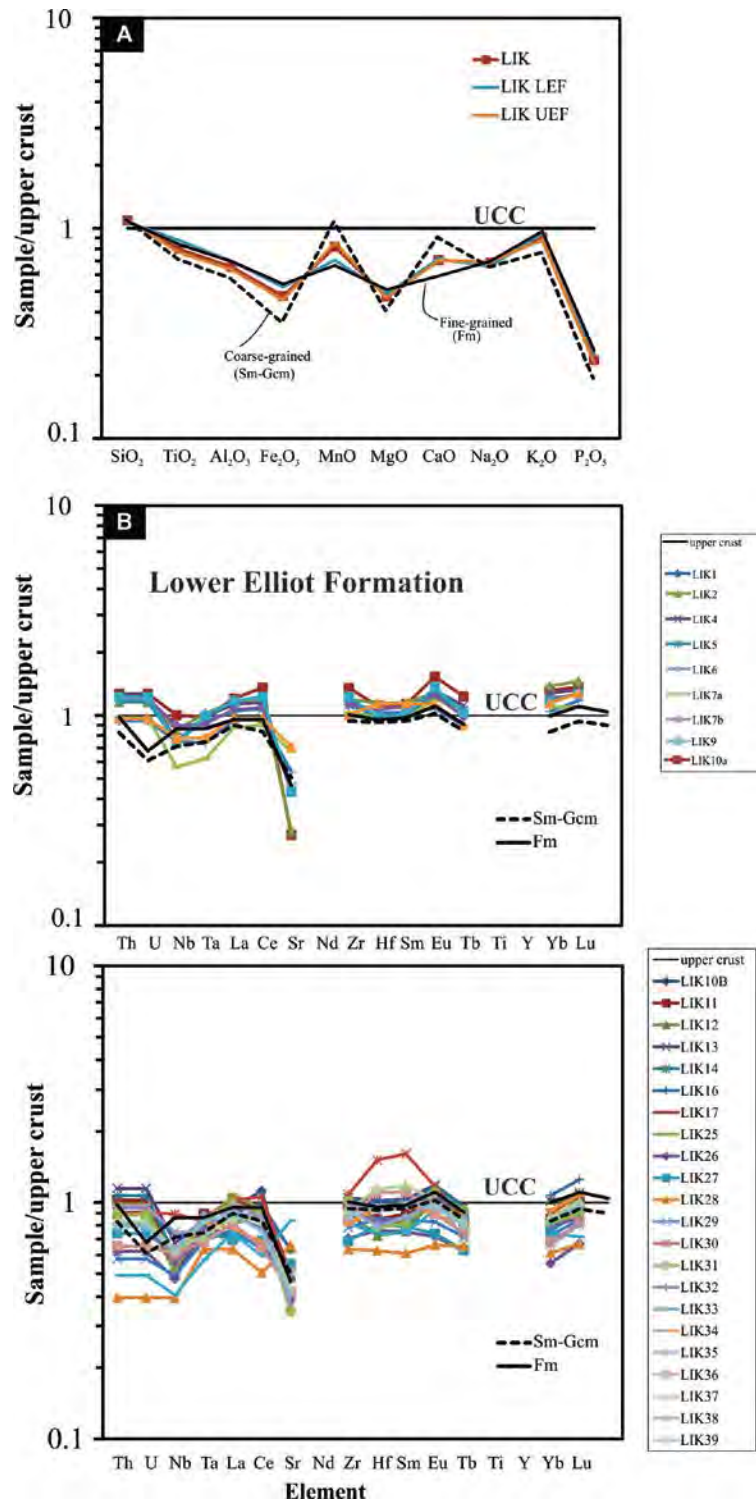 A
10
1
0.1
Sample/upper crust
LIK
LIK LEF
LIK UEF
UCC
Coarse-grained
(Sm-Gcm)
Fine-grained
(Fm)
SiO₂ TiO₂ Al₂O₃ Fe₂O₃ MnO MgO CaO Na₂O K₂O P₂O₅
B
10
1
0.1
Sample/upper crust
Lower Elliot Formation
UCC
Sm-Gcm
Fm
Th U Nb Ta La Ce Sr Nd Zr Hf Sm Eu Tb Ti Y Yb Lu
upper crust
LIK1
LIK2
LIK4
LIK5
LIK6
LIK7a
LIK7b
LIK9
LIK10a
10
1
0.1
Sample/upper crust
UCC
Sm-Gcm
Fm
Th U Nb Ta La Ce Sr Nd Zr Hf Sm Eu Tb Ti Y Yb Lu
Element
upper crust
LIK10B
LIK11
LIK12
LIK13
LIK14
LIK16
LIK17
LIK25
LIK26
LIK27
LIK28
LIK29
LIK30
LIK31
LIK32
LIK33
LIK34
LIK35
LIK36
LIK37
LIK38
LIK39